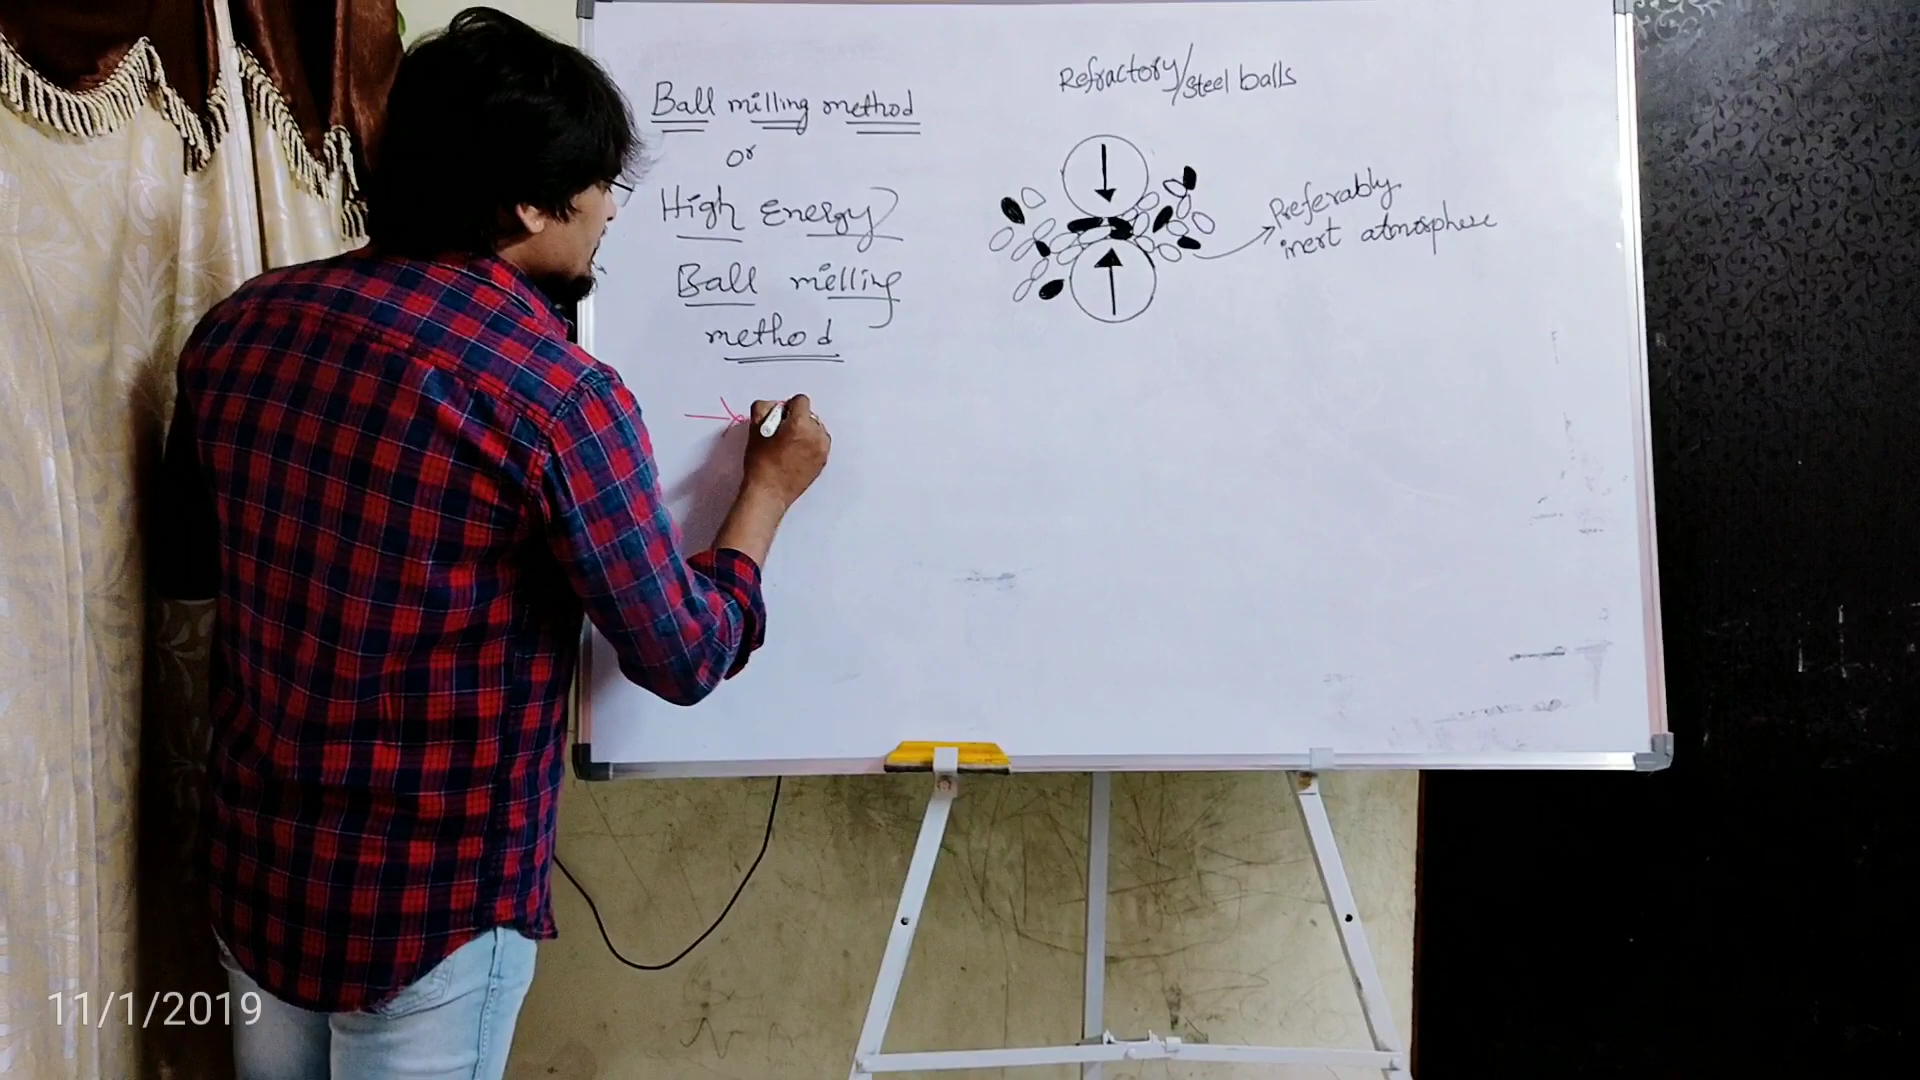 Ball milling method
or
High Energy
Ball milling
method
Refractory/steel balls
Preferably
inert atmosphere
11/1/2019